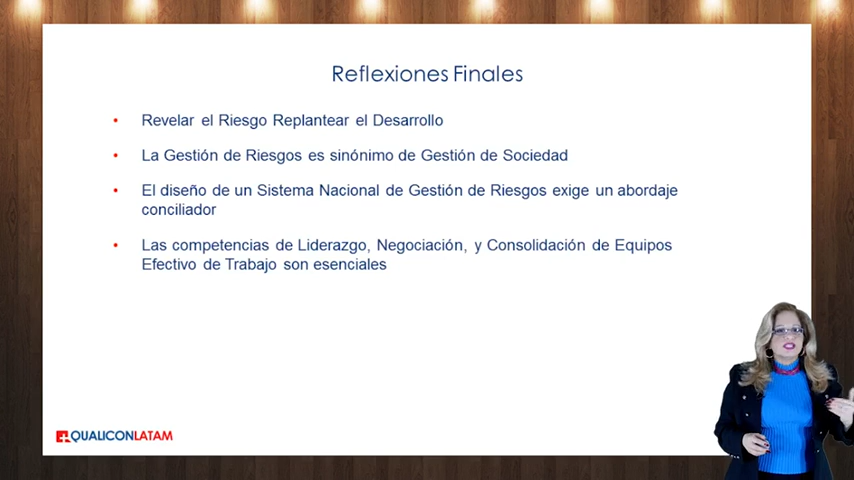 Reflexiones Finales
• Revelar el Riesgo Replantear el Desarrollo
• La Gestión de Riesgos es sinónimo de Gestión de Sociedad
• El diseño de un Sistema Nacional de Gestión de Riesgos exige un abordaje
conciliador
• Las competencias de Liderazgo, Negociación, y Consolidación de Equipos
Efectivo de Trabajo son esenciales
QUALICONLATAM